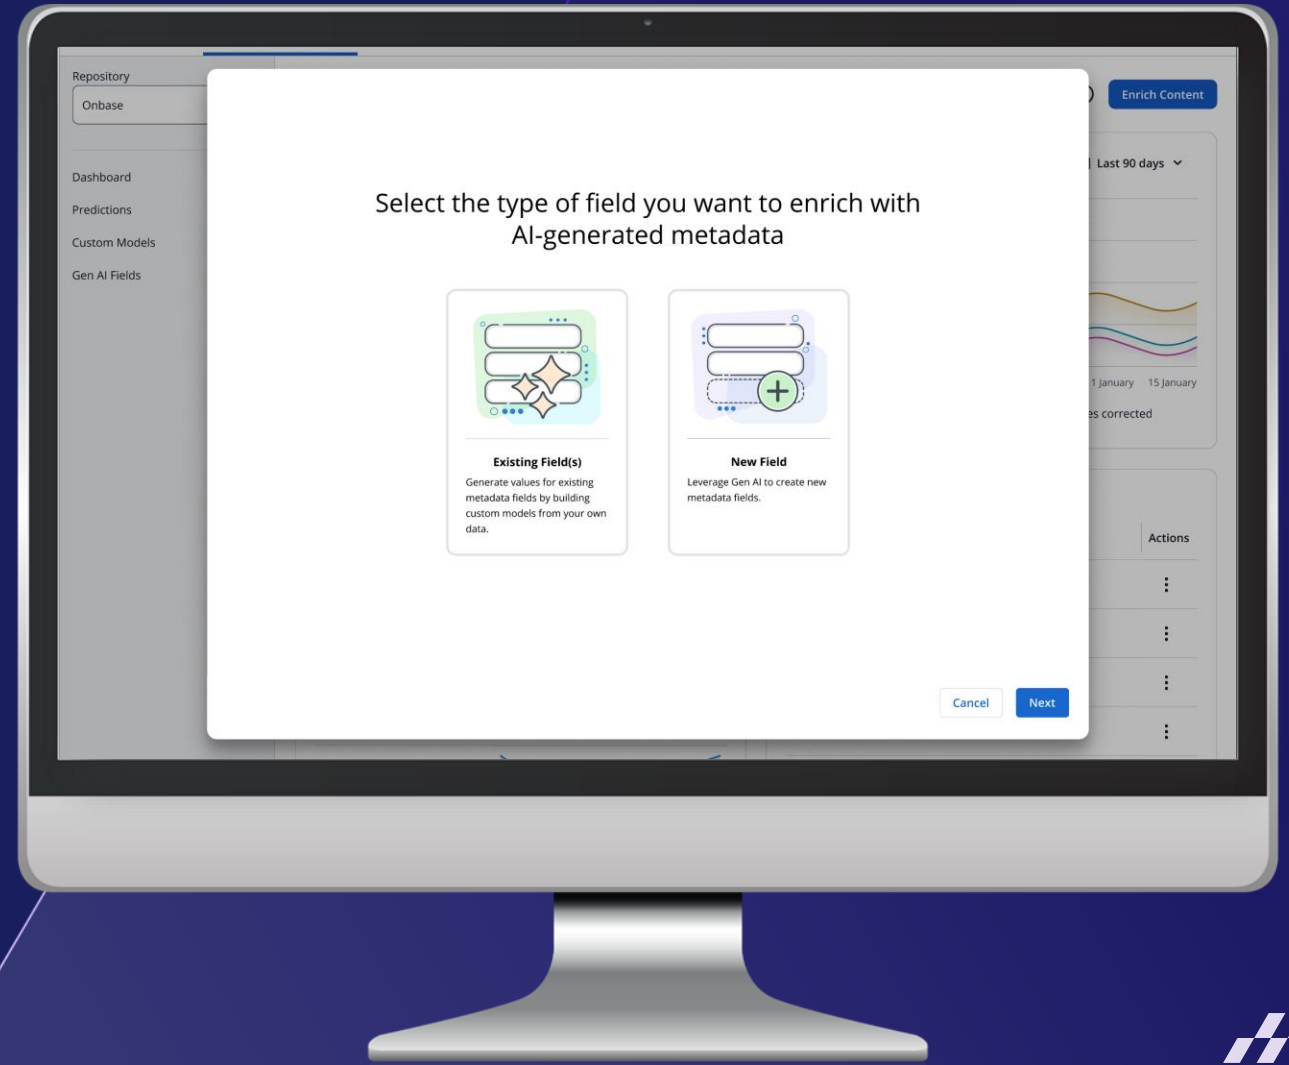 Repository
Onbase
Dashboard
Predictions
Custom Models
Gen AI Fields
Select the type of field you want to enrich with
AI-generated metadata
Existing Field(s)
Generate values for existing
metadata fields by building
custom models from your own
data.
New Field
Leverage Gen AI to create new
metadata fields.
Cancel
Next
Enrich Content
Last 90 days
1 January 15 January
corrected
Actions